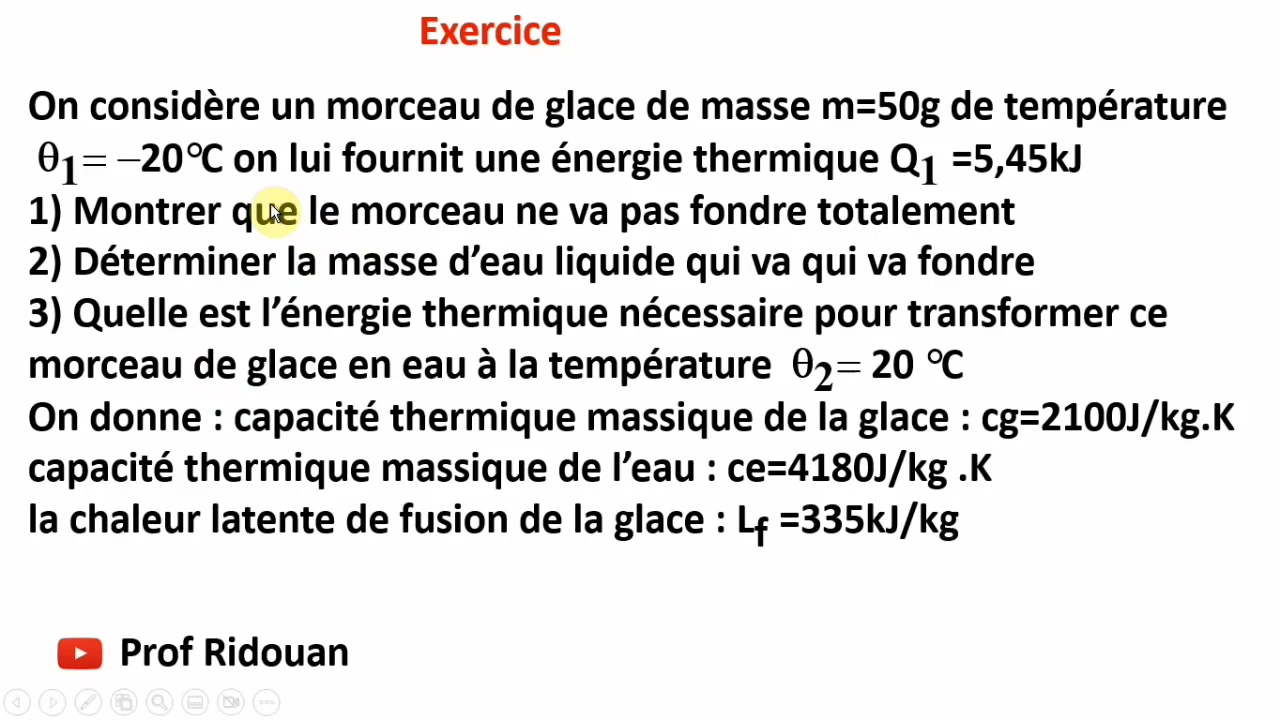 Exercice
On considère un morceau de glace de masse m=50g de température
θ1= –20°C on lui fournit une énergie thermique Q1 =5,45kJ
1) Montrer que le morceau ne va pas fondre totalement
2) Déterminer la masse d’eau liquide qui va qui va fondre
3) Quelle est l’énergie thermique nécessaire pour transformer ce
morceau de glace en eau à la température θ2= 20 °C
On donne : capacité thermique massique de la glace : cg=2100J/kg.K
capacité thermique massique de l’eau : ce=4180J/kg .K
la chaleur latente de fusion de la glace : Lf =335kJ/kg
Prof Ridouan